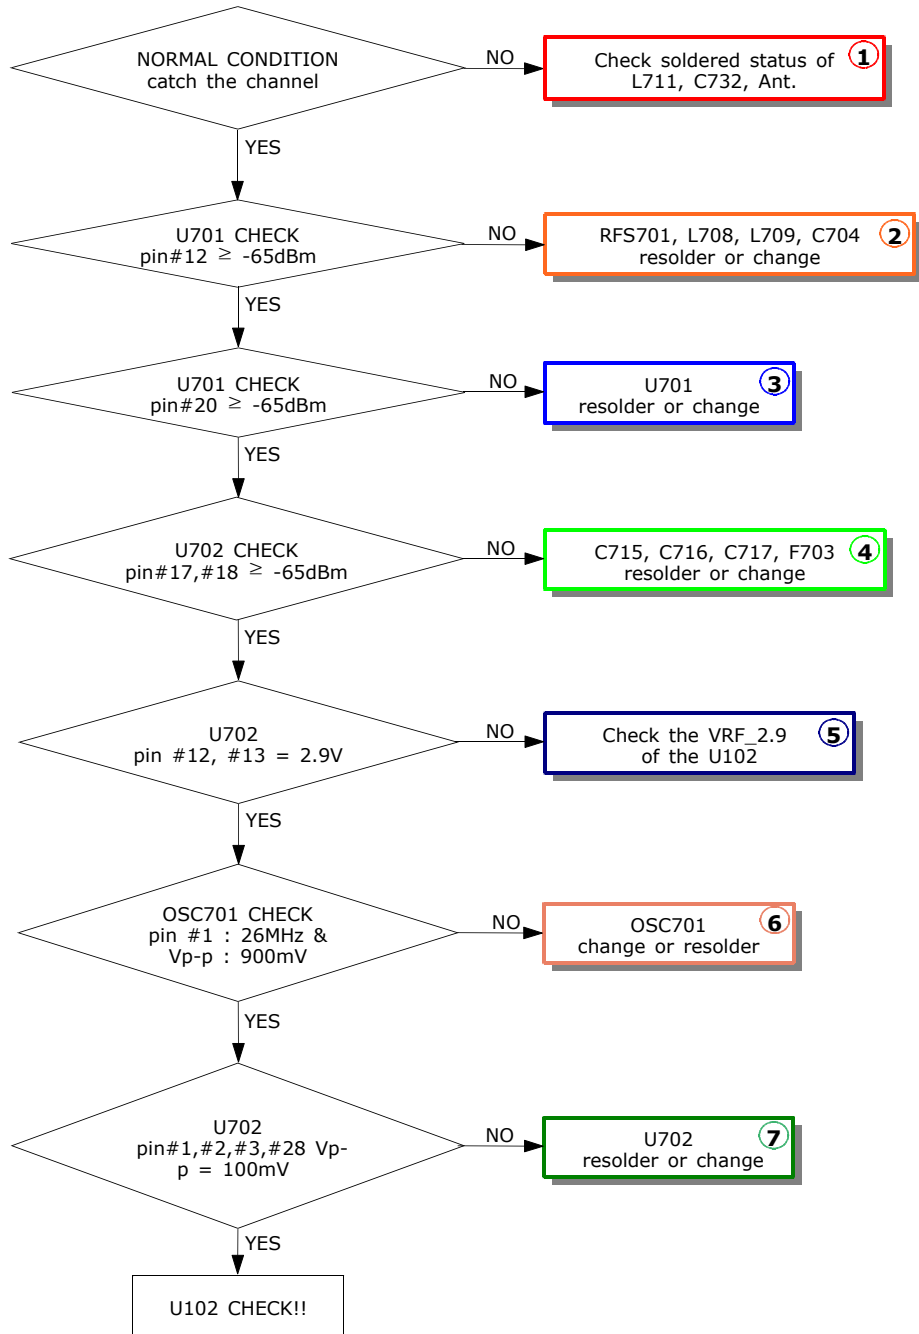 NORMAL CONDITION
catch the channel
NO
Check soldered status of
L711, C732, Ant.
1
YES
U701 CHECK
pin#12 ≥ -65dBm
NO
RFS701, L708, L709, C704
resolder or change
2
YES
U701 CHECK
pin#20 ≥ -65dBm
NO
U701
resolder or change
3
YES
U702 CHECK
pin#17,#18 ≥ -65dBm
NO
C715, C716, C717, F703
resolder or change
4
YES
U702
pin #12, #13 = 2.9V
NO
Check the VRF_2.9
of the U102
5
YES
OSC701 CHECK
pin #1 : 26MHz &
Vp-p : 900mV
NO
OSC701
change or resolder
6
YES
U702
pin#1,#2,#3,#28 Vp-
p = 100mV
NO
U702
resolder or change
7
YES
U102 CHECK!!